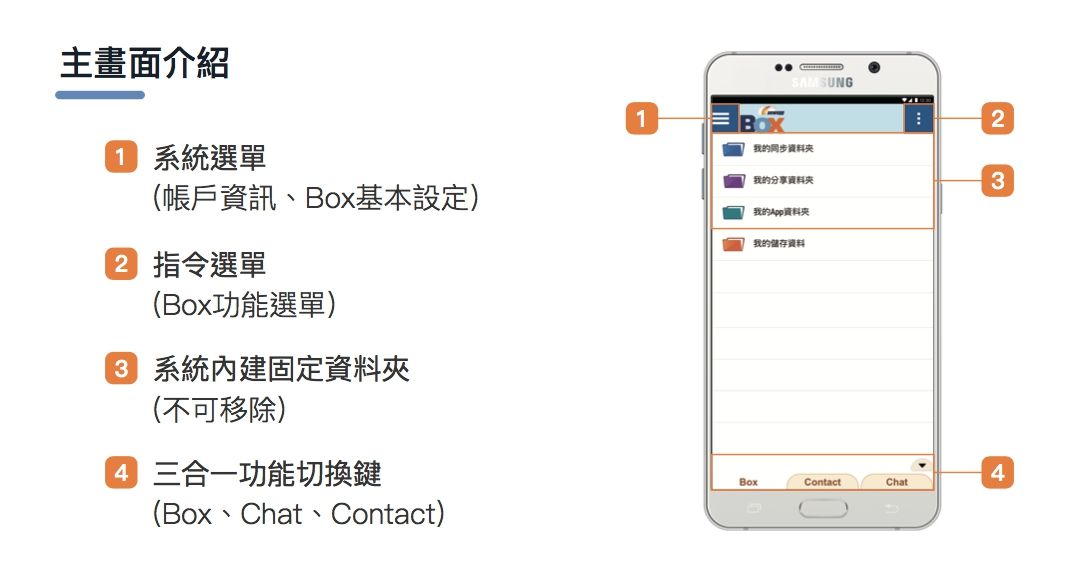 主畫面介紹
1 系統選單
(帳戶資訊、Box基本設定)
2 指令選單
(Box功能選單)
3 系統內建固定資料夾
(不可移除)
4 三合一功能切換鍵
(Box、Chat、Contact)
SAMSUNG
1
Box
2
我的同步資料夾
我的分享資料夾
3
我的App資料夾
我的儲存資料
4
Box Contact Chat